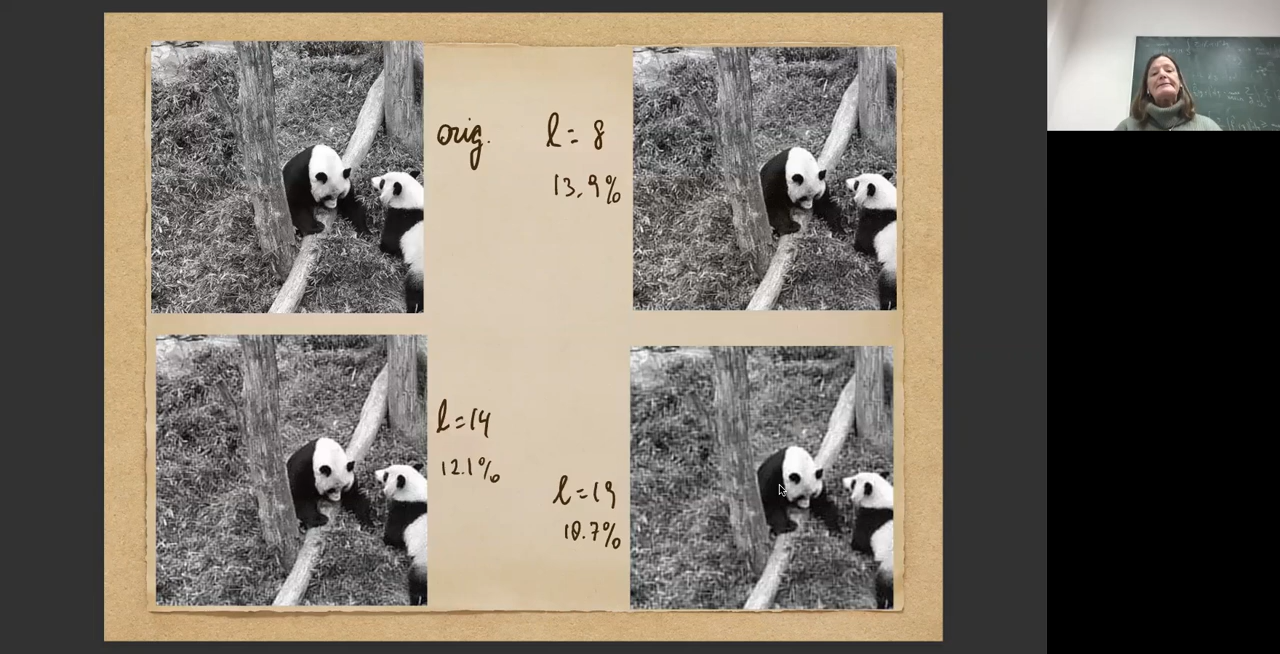 orig.
l = 8
13.9%
l = 14
12.1%
l = 19
10.7%